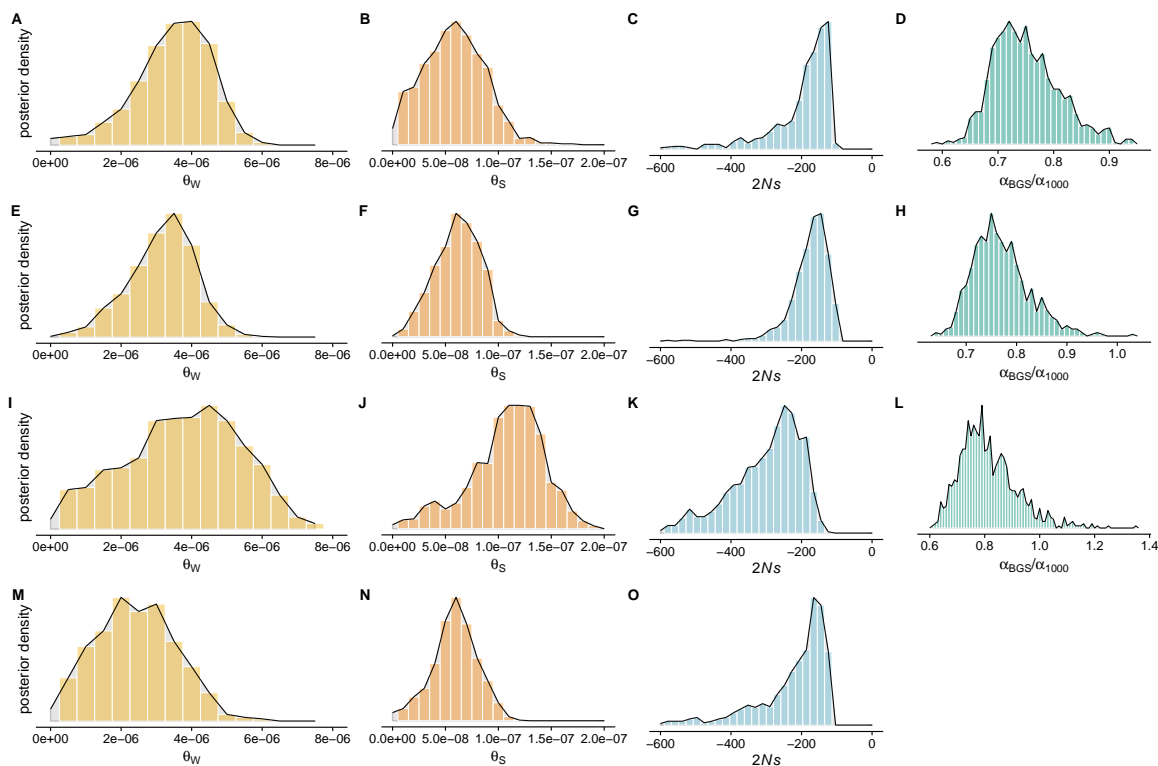 A B C D
posterior density
0e+00 2e-06 4e-06 6e-06 8e-06
θW
0.0e+00 5.0e-08 1.0e-07 1.5e-07 2.0e-07
θS
−600 −400 −200 0
2Ns
0.6 0.7 0.8 0.9
αBGS/α1000
E F G H
posterior density
0e+00 2e-06 4e-06 6e-06 8e-06
θW
0.0e+00 5.0e-08 1.0e-07 1.5e-07 2.0e-07
θS
−600 −400 −200 0
2Ns
0.7 0.8 0.9 1.0
αBGS/α1000
I J K L
posterior density
0e+00 2e-06 4e-06 6e-06 8e-06
θW
0.0e+00 5.0e-08 1.0e-07 1.5e-07 2.0e-07
θS
−600 −400 −200 0
2Ns
0.6 0.8 1.0 1.2 1.4
αBGS/α1000
M N O
posterior density
0e+00 2e-06 4e-06 6e-06 8e-06
θW
0.0e+00 5.0e-08 1.0e-07 1.5e-07 2.0e-07
θS
−600 −400 −200 0
2Ns